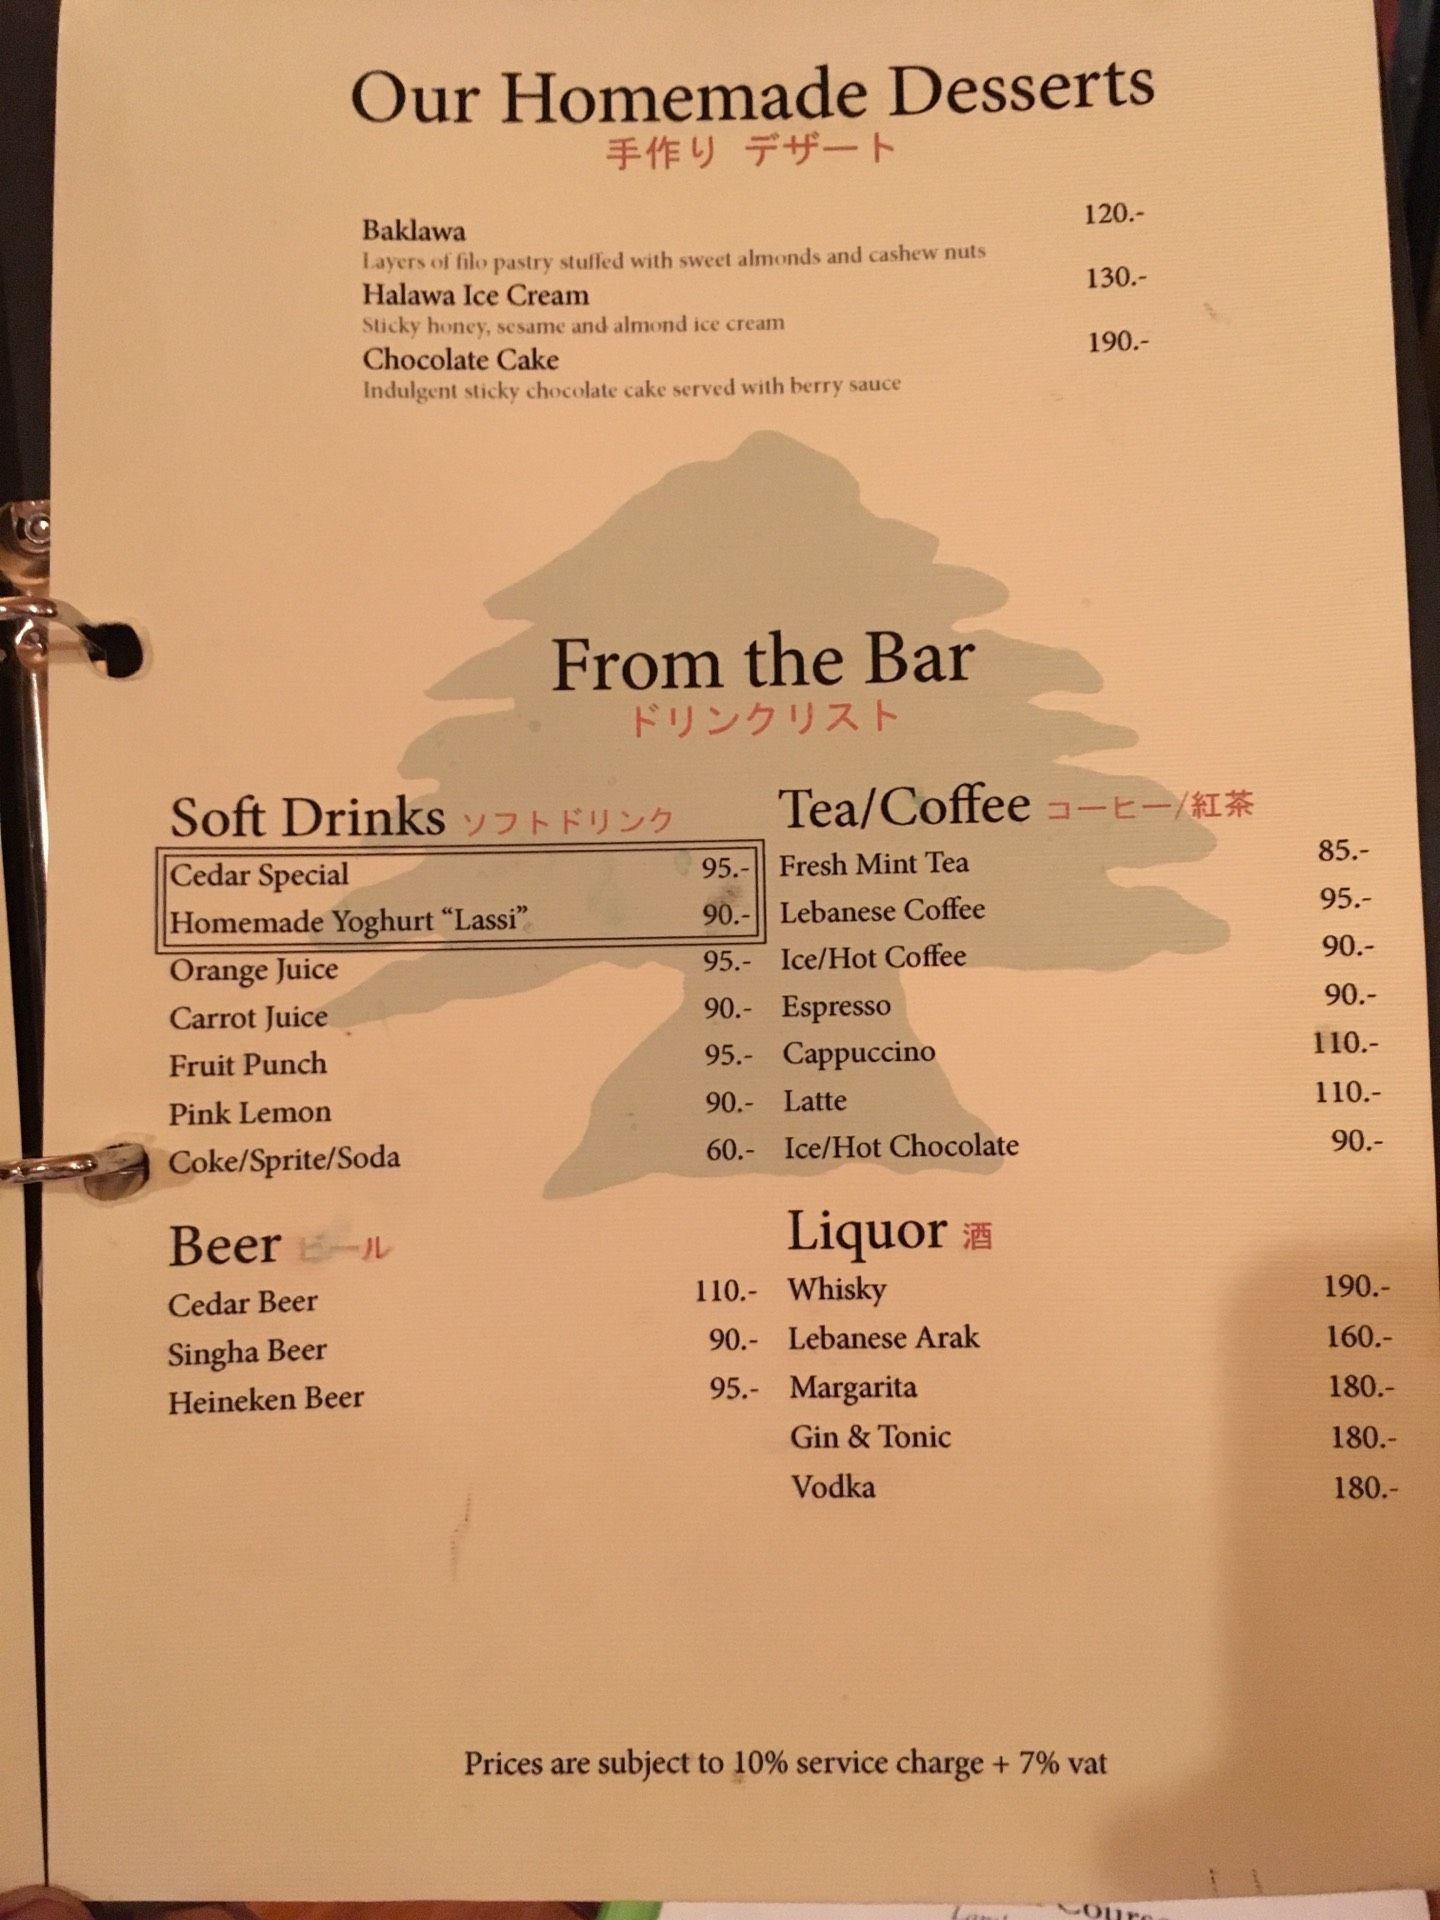 Our Homemade Desserts
手作り デザート
Baklawa 120.-
Layers of filo pastry stuffed with sweet almonds and cashew nuts
Halawa Ice Cream 130.-
Sticky honey, sesame and almond ice cream
Chocolate Cake 190.-
Indulgent sticky chocolate cake served with berry sauce
From the Bar
ドリンクリスト
Soft Drinks ソフトドリンク
Cedar Special 95.-
Homemade Yoghurt “Lassi” 90.-
Orange Juice 95.-
Carrot Juice 90.-
Fruit Punch 95.-
Pink Lemon 90.-
Coke/Sprite/Soda 60.-
Tea/Coffee コーヒー/紅茶
Fresh Mint Tea 85.-
Lebanese Coffee 95.-
Ice/Hot Coffee 90.-
Espresso 90.-
Cappuccino 110.-
Latte 110.-
Ice/Hot Chocolate 90.-
Beer ビール
Cedar Beer 110.-
Singha Beer 90.-
Heineken Beer 95.-
Liquor 酒
Whisky 190.-
Lebanese Arak 160.-
Margarita 180.-
Gin & Tonic 180.-
Vodka 180.-
Prices are subject to 10% service charge + 7% vat